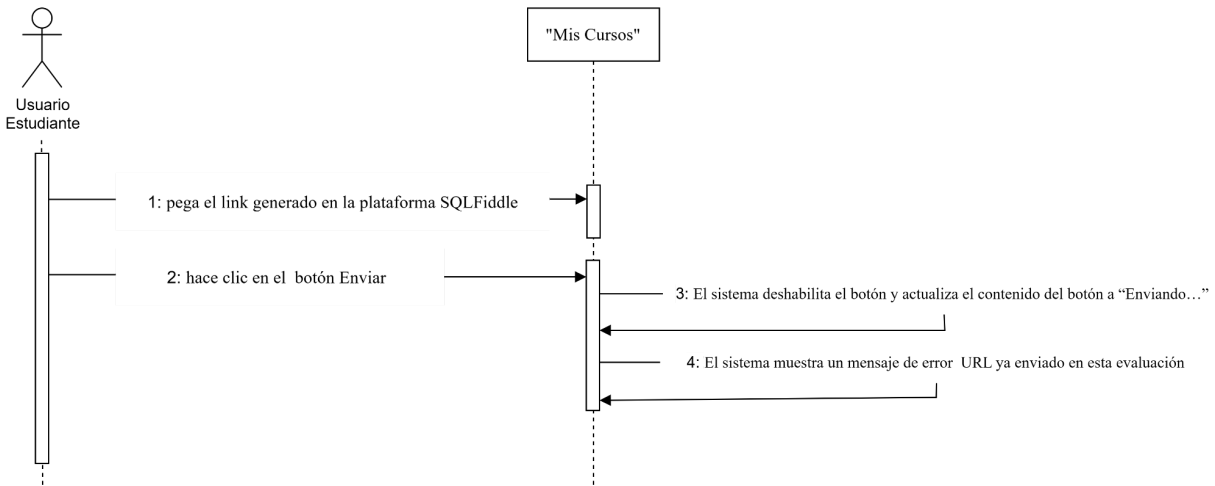 "Mis Cursos"
Usuario
Estudiante
1: pega el link generado en la plataforma SQLFiddle
2: hace clic en el botón Enviar
3: El sistema deshabilita el botón y actualiza el contenido del botón a “Enviando…”
4: El sistema muestra un mensaje de error URL ya enviado en esta evaluación